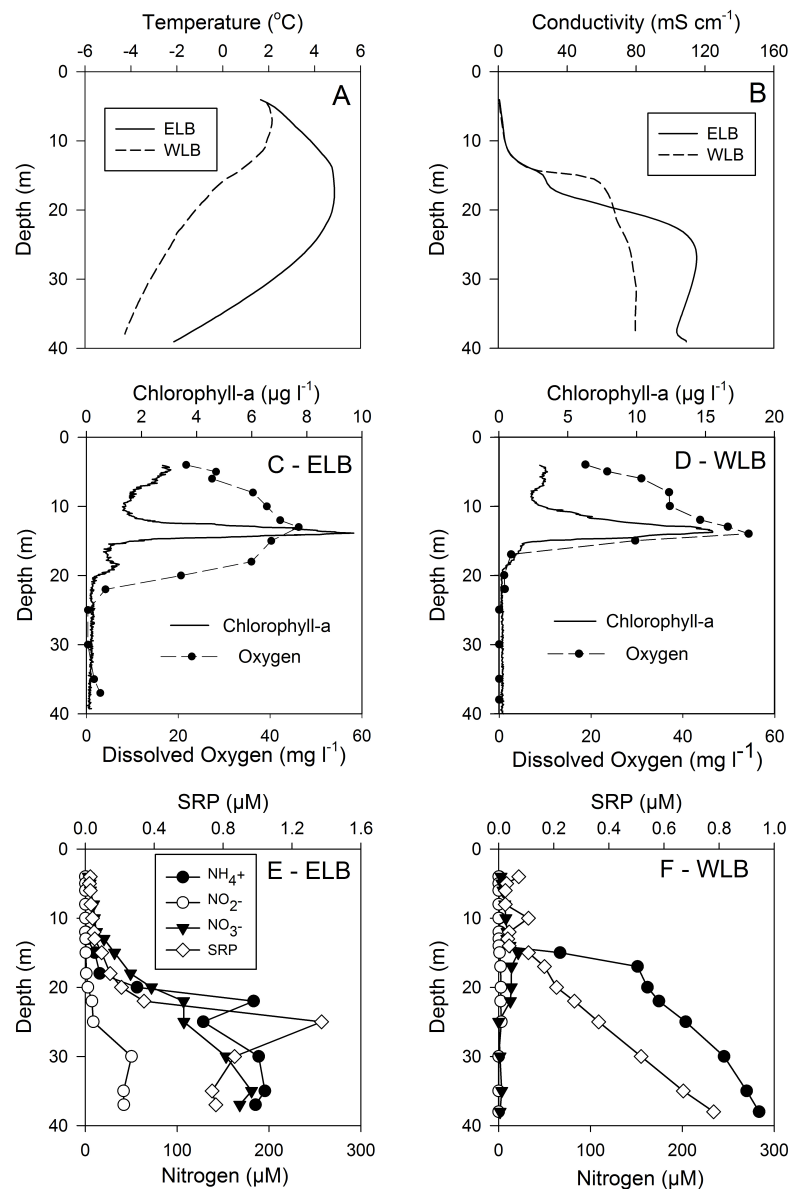 Temperature (°C)
-6 -4 -2 0 2 4 6
Conductivity (mS cm-1)
0 40 80 120 160
Depth (m)
0
10
20
30
40
A
ELB
WLB
Depth (m)
0
10
20
30
40
B
ELB
WLB
Chlorophyll-a (µg l-1)
0 2 4 6 8 10
Chlorophyll-a (µg l-1)
0 5 10 15 20
Depth (m)
0
10
20
30
40
C - ELB
Chlorophyll-a
Oxygen
0 20 40 60
Dissolved Oxygen (mg l-1)
Depth (m)
0
10
20
30
40
D - WLB
Chlorophyll-a
Oxygen
0 20 40 60
Dissolved Oxygen (mg l-1)
SRP (µM)
0.0 0.4 0.8 1.2 1.6
SRP (µM)
0.0 0.2 0.4 0.6 0.8 1.0
Depth (m)
0
10
20
30
40
E - ELB
NH4+
NO2-
NO3-
SRP
0 100 200 300
Nitrogen (µM)
Depth (m)
0
10
20
30
40
F - WLB
0 100 200 300
Nitrogen (µM)